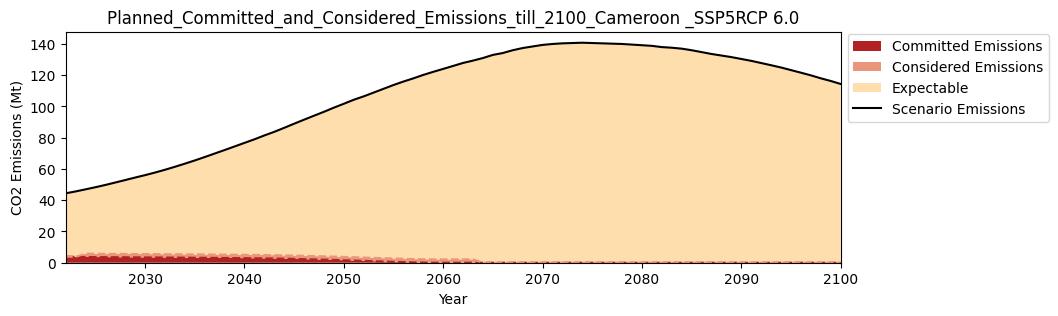 Planned_Committed_and_Considered_Emissions_till_2100_Cameroon _SSP5RCP 6.0
CO2 Emissions (Mt)
140
120
100
80
60
40
20
0
2030
2040
2050
2060
2070
2080
2090
2100
Year
Committed Emissions
Considered Emissions
Expectable
Scenario Emissions